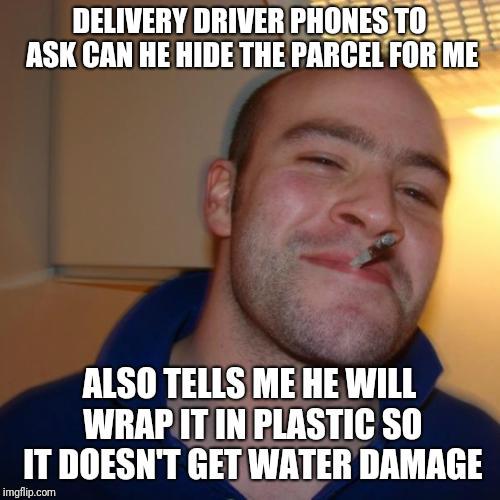 DELIVERY DRIVER PHONES TO
ASK CAN HE HIDE THE PARCEL FOR ME
ALSO TELLS ME HE WILL
WRAP IT IN PLASTIC SO
IT DOESN'T GET WATER DAMAGE
imgflip.com